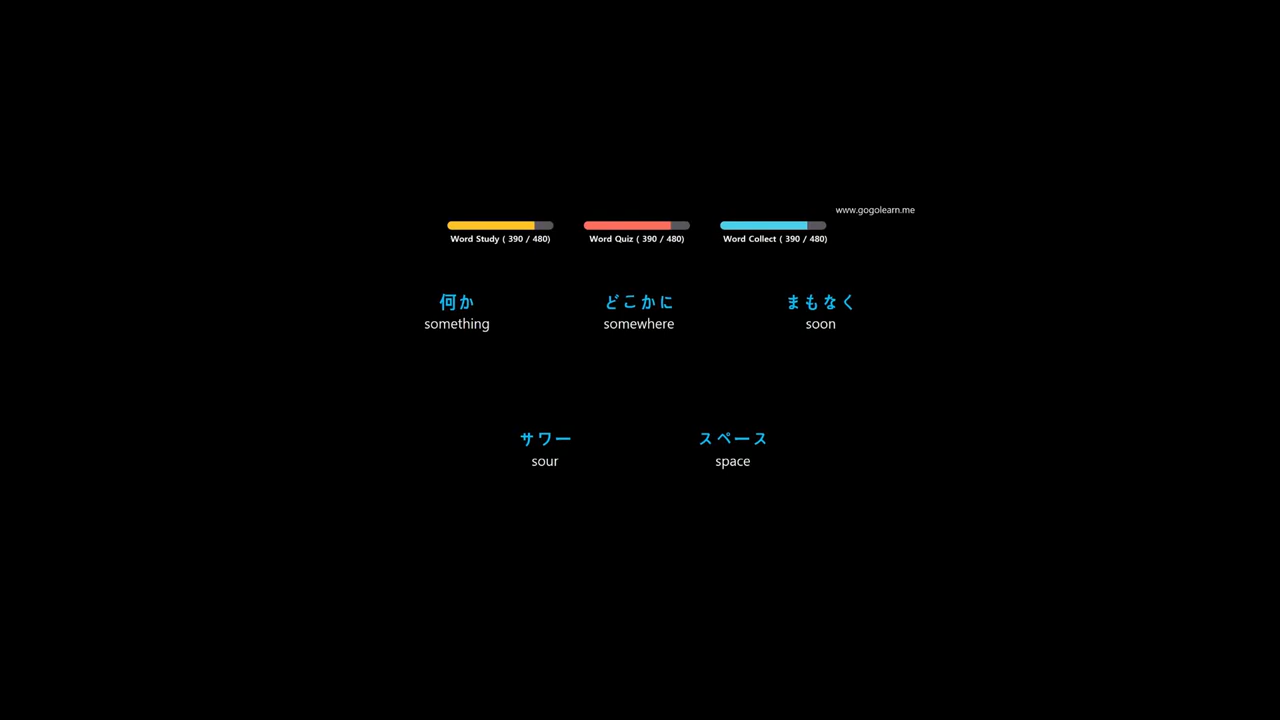 www.gogolearn.me
Word Study ( 390 / 480)
Word Quiz ( 390 / 480)
Word Collect ( 390 / 480)
何か
something
どこかに
somewhere
まもなく
soon
サワー
sour
スペース
space